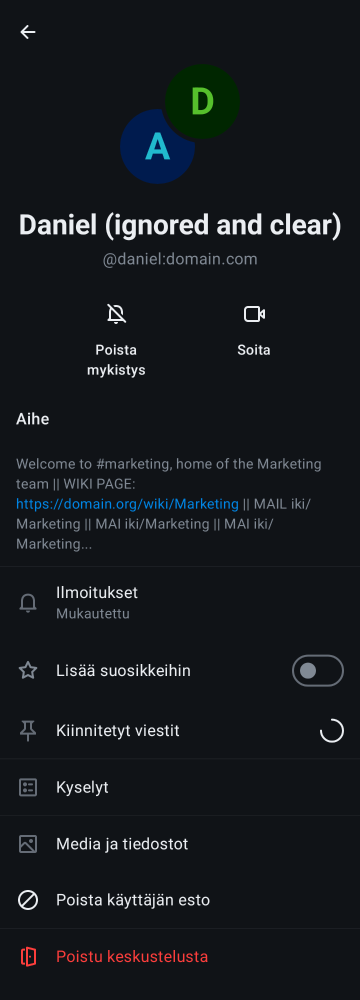 D
A
Daniel (ignored and clear)
@daniel:domain.com
Poista
mykistys
Soita
Aihe
Welcome to #marketing, home of the Marketing
team || WIKI PAGE:
https://domain.org/wiki/Marketing || MAIL iki/
Marketing || MAI iki/Marketing || MAI iki/
Marketing...
Ilmoitukset
Mukautettu
Lisää suosikkeihin
Kiinnitetyt viestit
Kyselyt
Media ja tiedostot
Poista käyttäjän esto
Poistu keskustelusta